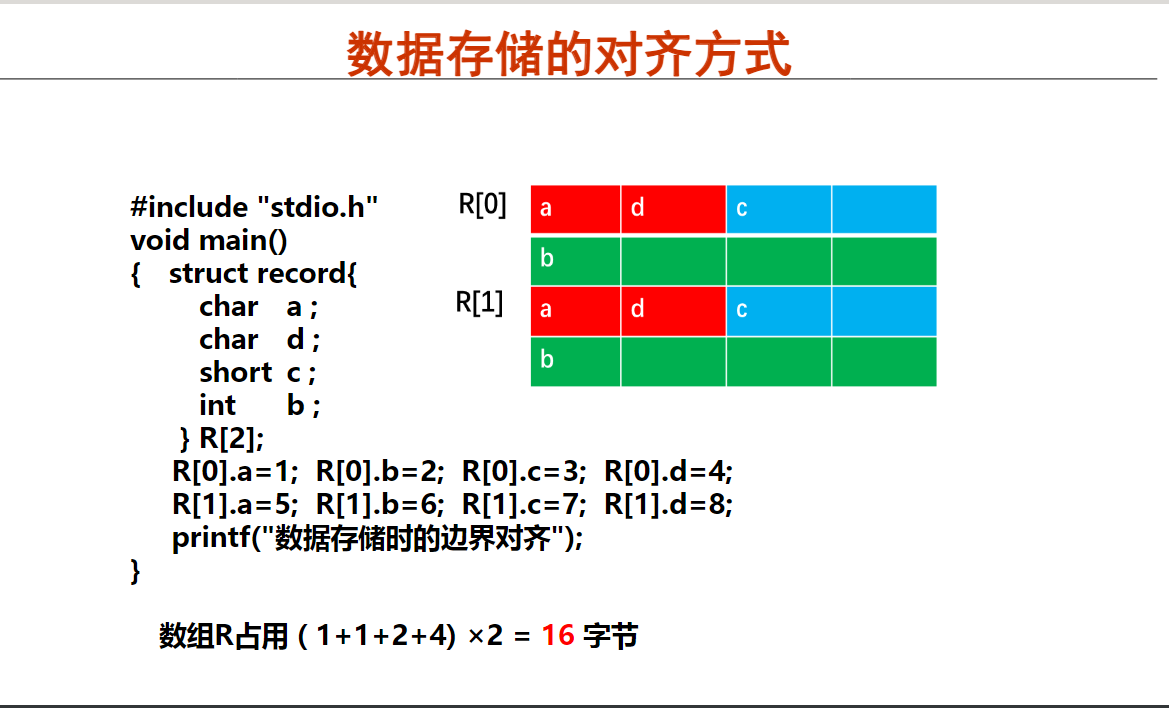 数据存储的对齐方式
#include "stdio.h"
void main()
{ struct record{
char a ;
char d ;
short c ;
int b ;
} R[2];
R[0].a=1; R[0].b=2; R[0].c=3; R[0].d=4;
R[1].a=5; R[1].b=6; R[1].c=7; R[1].d=8;
printf("数据存储时的边界对齐");
}
R[0] a d c
b
R[1] a d c
b
数组R占用 ( 1+1+2+4) ×2 = 16 字节